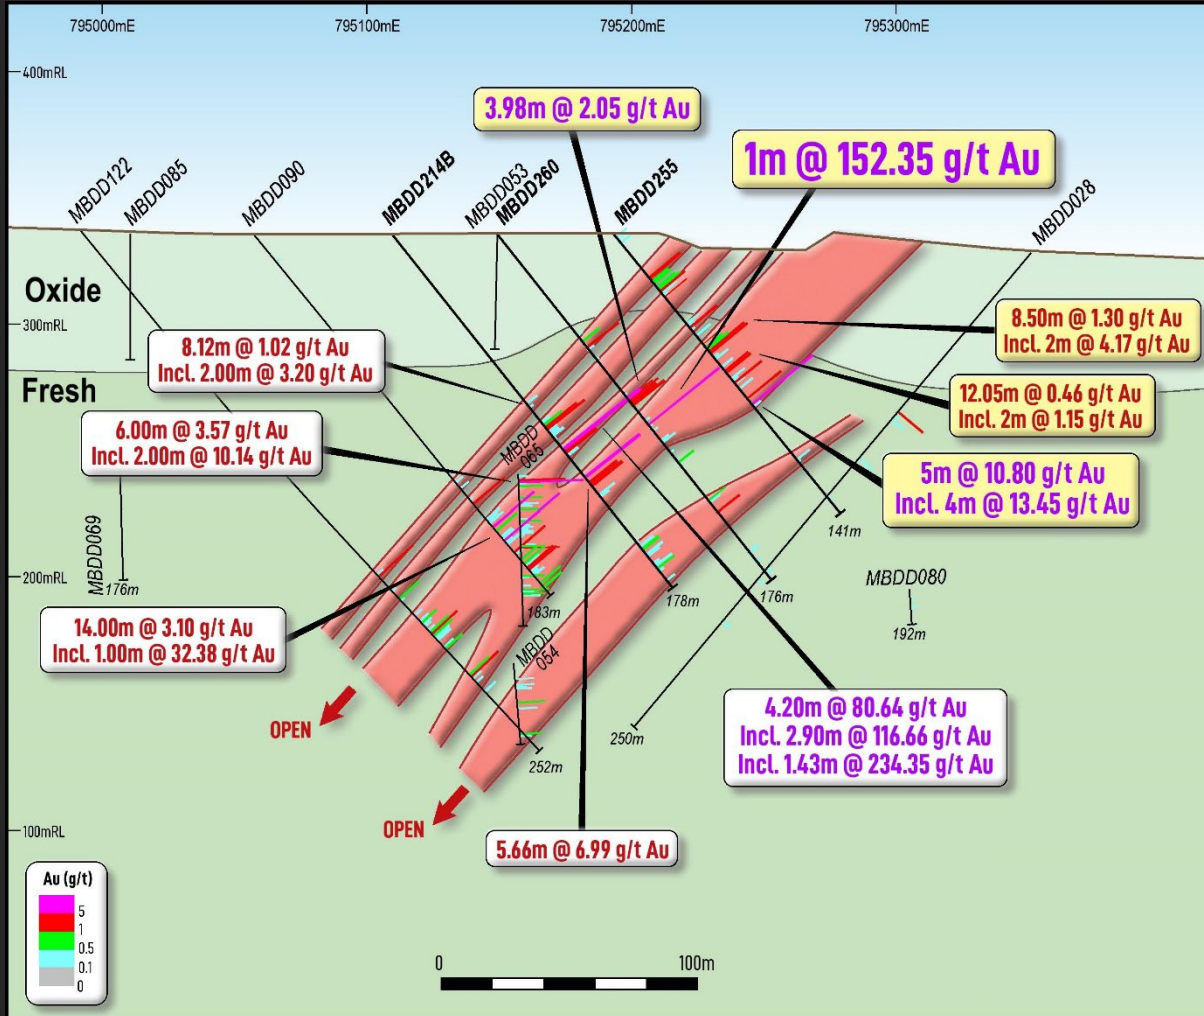 795000mE
795100mE
795200mE
795300mE
400mRL
3.98m @ 2.05 g/t Au
1m @ 152.35 g/t Au
MBDD122
MBDD085
MBDD090
MBDD214B
MBDD053
MBDD260
MBDD255
MBDD028
Oxide
300mRL
8.50m @ 1.30 g/t Au
Incl. 2m @ 4.17 g/t Au
8.12m @ 1.02 g/t Au
Incl. 2.00m @ 3.20 g/t Au
Fresh
12.05m @ 0.46 g/t Au
Incl. 2m @ 1.15 g/t Au
6.00m @ 3.57 g/t Au
Incl. 2.00m @ 10.14 g/t Au
MBDD
065
5m @ 10.80 g/t Au
Incl. 4m @ 13.45 g/t Au
141m
MBDD069
176m
200mRL
MBDD080
192m
183m
178m
176m
14.00m @ 3.10 g/t Au
Incl. 1.00m @ 32.38 g/t Au
MBDD
054
OPEN
250m
252m
4.20m @ 80.64 g/t Au
Incl. 2.90m @ 116.66 g/t Au
Incl. 1.43m @ 234.35 g/t Au
100mRL
OPEN
5.66m @ 6.99 g/t Au
Au (g/t)
5
1
0.5
0.1
0
0
100m